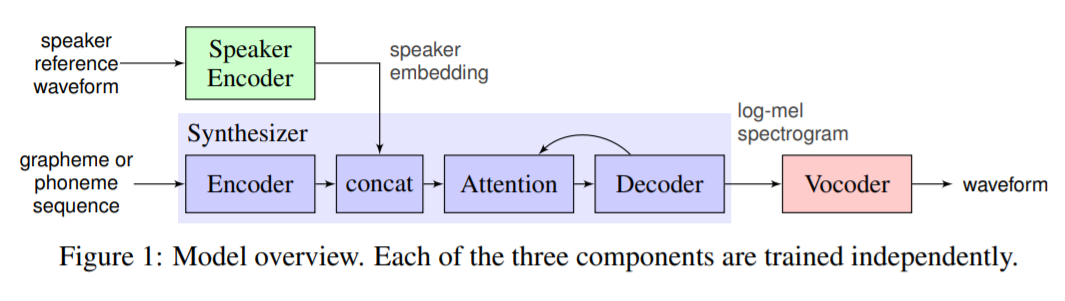 speaker
reference
waveform
Speaker
Encoder
speaker
embedding
Synthesizer
log-mel
spectrogram
grapheme or
phoneme
sequence
Encoder
concat
Attention
Decoder
Vocoder
waveform
Figure 1: Model overview. Each of the three components are trained independently.